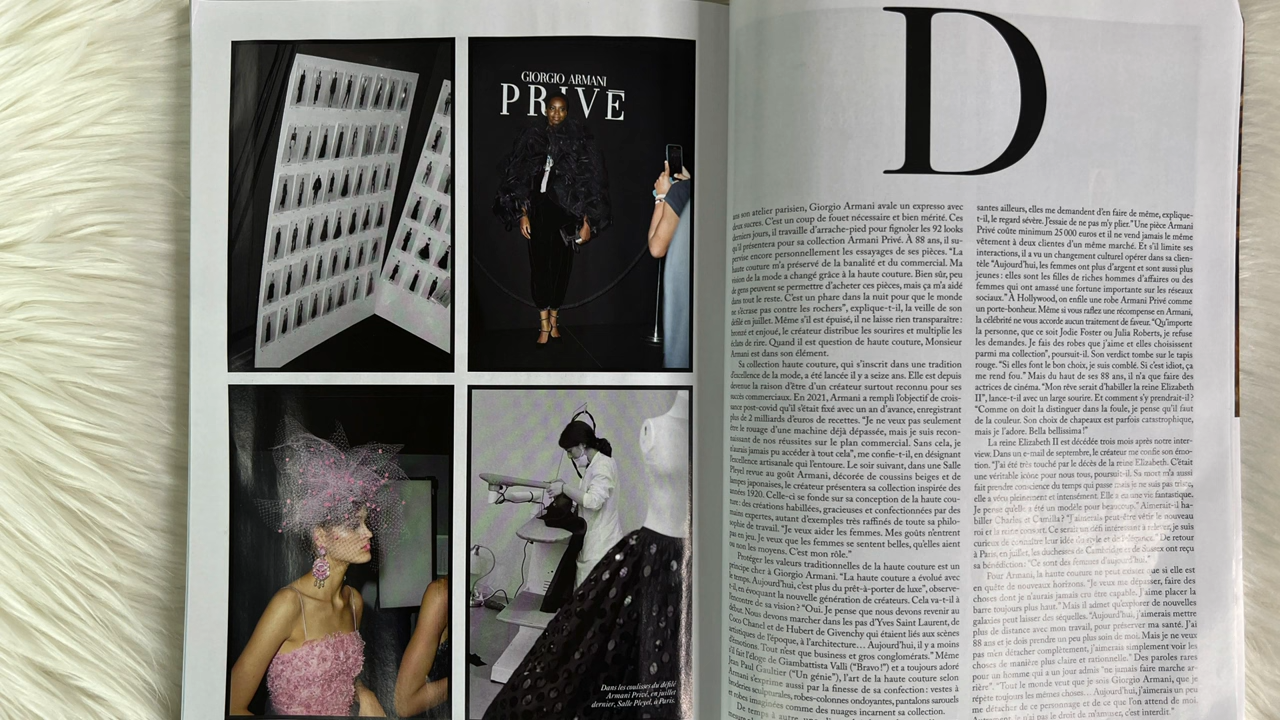 GIORGIO ARMANI
PRIVĒ
Dans les coulisses du défilé
Armani Privé, en juillet
dernier, Salle Pleyel, à Paris.
D
ans son atelier parisien, Giorgio Armani avale un expresso avec
deux sucres. C'est un coup de fouet nécessaire et bien mérité. Ces
derniers jours, il travaille d'arrache-pied pour fignoler les 92 looks
qu'il présentera pour sa collection Armani Privé. À 88 ans, il su-
pervise encore personnellement les essayages de ses pièces. "La
haute couture m'a préservé de la banalité et du commercial. Ma
vision de la mode a changé grâce à la haute couture. Bien sûr, peu
de gens peuvent se permettre d'acheter ces pièces, mais ça m'a aidé
dans tout le reste. C'est un phare dans la nuit pour que le monde
ne s'écrase pas contre les rochers", explique-t-il, la veille de son
défilé en juillet. Même s'il est épuisé, il ne laisse rien transparaître :
bronzé et enjoué, le créateur distribue les sourires et multiplie les
éclats de rire. Quand il est question de haute couture, Monsieur
Armani est dans son élément.
Sa collection haute couture, qui s'inscrit dans une tradition
d'excellence de la mode, a été lancée il y a seize ans. Elle est depuis
devenue la raison d'être d'un créateur surtout reconnu pour ses
succès commerciaux. En 2021, Armani a rempli l'objectif de crois-
sance post-covid qu'il s'était fixé avec un an d'avance, enregistrant
plus de 2 milliards d'euros de recettes. "Je ne veux pas seulement
être le rouage d'une machine déjà dépassée, mais je suis recon-
naissant de nos réussites sur le plan commercial. Sans cela, je
n'aurais jamais pu accéder à tout cela", me confie-t-il, en désignant
l'excellence artisanale qui l'entoure. Le soir suivant, dans une Salle
Pleyel revue au goût Armani, décorée de coussins beiges et de
lampes japonaises, le créateur présentera sa collection inspirée des
années 1920. Celle-ci se fonde sur sa conception de la haute cou-
ture : des créations habillées, gracieuses et confectionnées par des
mains expertes, autant d'exemples très raffinés de toute sa philo-
sophie de travail. "Je veux aider les femmes. Mes goûts n'entrent
pas en jeu. Je veux que les femmes se sentent belles, qu'elles aient
ou non les moyens. C'est mon rôle."
Protéger les valeurs traditionnelles de la haute couture est un
principe cher à Giorgio Armani. "La haute couture a évolué avec
le temps. Aujourd'hui, c'est plus du prêt-à-porter de luxe", observe-
t-il, en évoquant la nouvelle génération de créateurs. Cela va-t-il à
l'encontre de sa vision ? "Oui. Je pense que nous devons revenir au
début. Nous devons marcher dans les pas d'Yves Saint Laurent, de
Coco Chanel et de Hubert de Givenchy qui étaient liés aux scènes
artistiques de l'époque, à l'architecture… Aujourd'hui, il y a moins
d'émotions. Tout n'est que business et gros conglomérats." Même
s'il fait l'éloge de Giambattista Valli ("Bravo!") et a toujours adoré
Jean Paul Gaultier ("Un génie"), l'art de la haute couture selon
Armani s'exprime aussi par la finesse de sa confection : vestes à
broderies sculpturales, robes-colonnes ondoyantes, pantalons sarouels
et robes imaginées comme des nuages incarnent sa collection.
De temps à autre, une
santes ailleurs, elles me demandent d'en faire de même, explique-
t-il, le regard sévère. J'essaie de ne pas m'y plier." Une pièce Armani
Privé coûte minimum 25 000 euros et il ne vend jamais le même
vêtement à deux clientes d'un même marché. Et s'il limite ses
interactions, il a vu un changement culturel opérer dans sa clien-
tèle "Aujourd'hui, les femmes ont plus d'argent et sont aussi plus
jeunes : elles sont les filles de riches hommes d'affaires ou des
femmes qui ont amassé une fortune importante sur les réseaux
sociaux." À Hollywood, on enfile une robe Armani Privé comme
un porte-bonheur. Même si vous raflez une récompense en Armani,
la célébrité ne vous accorde aucun traitement de faveur. "Qu'importe
la personne, que ce soit Jodie Foster ou Julia Roberts, je refuse
les demandes. Je fais des robes que j'aime et elles choisissent
parmi ma collection", poursuit-il. Son verdict tombe sur le tapis
rouge. "Si elles font le bon choix, je suis comblé. Si c'est idiot, ça
me rend fou." Mais du haut de ses 88 ans, il n'a que faire des
actrices de cinéma. "Mon rêve serait d'habiller la reine Elizabeth
II", lance-t-il avec un large sourire. Et comment s'y prendrait-il ?
"Comme on doit la distinguer dans la foule, je pense qu'il faut
de la couleur. Son choix de chapeaux est parfois catastrophique,
mais je l'adore. Bella bellissima !"
La reine Elizabeth II est décédée trois mois après notre inter-
view. Dans un e-mail de septembre, le créateur me confie son émo-
tion. "J'ai été très touché par le décès de la reine Elizabeth. C'était
une véritable icône pour nous tous, poursuit-il. Sa mort m'a aussi
fait prendre conscience du temps qui passe mais je ne suis pas triste,
elle a vécu pleinement et intensément. Elle a eu une vie fantastique.
Je pense qu'elle a été un modèle pour beaucoup." Aimerait-il ha-
biller Charles et Camilla ? "J'aimerais peut-être vêtir le nouveau
roi et la reine consort. Ce serait un défi intéressant à relever, je suis
curieux de connaître leur idée du style et de l'élégance." De retour
à Paris, en juillet, les duchesses de Cambridge et de Sussex ont reçu
sa bénédiction : "Ce sont des femmes d'aujourd'hui."
Pour Armani, la haute couture ne peut exister que si elle est
en quête de nouveaux horizons. "Je veux me dépasser, faire des
choses dont je n'aurais jamais cru être capable. J'aime placer la
barre toujours plus haut." Mais il admet qu'explorer de nouvelles
galaxies peut laisser des séquelles. "Aujourd'hui, j'aimerais mettre
plus de distance avec mon travail, pour préserver ma santé. J'ai
88 ans et je dois prendre un peu plus soin de moi. Mais je ne veux
pas m'en détacher complètement, j'aimerais simplement voir les
choses de manière plus claire et rationnelle." Des paroles rares
pour un homme qui a un jour admis "ne jamais faire marche ar-
rière". "Tout le monde veut que je sois Giorgio Armani, que je
répète toujours les mêmes choses… Aujourd'hui, j'aimerais un peu
me détacher de ce personnage et de ce que l'on attend de moi.
je n'ai pas le droit de m'amuser, c'est interdit."